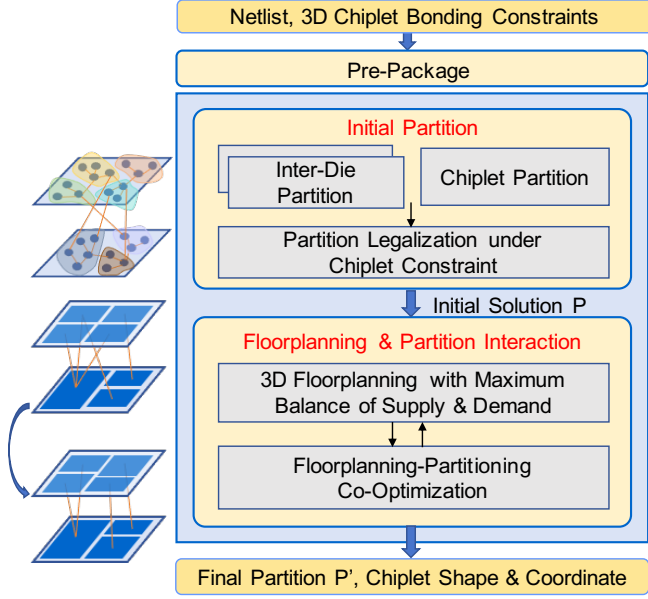 Netlist, 3D Chiplet Bonding Constraints
Pre-Package
Initial Partition
Inter-Die
Partition
Chiplet Partition
Partition Legalization under
Chiplet Constraint
Initial Solution P
Floorplanning & Partition Interaction
3D Floorplanning with Maximum
Balance of Supply & Demand
Floorplanning-Partitioning
Co-Optimization
Final Partition P', Chiplet Shape & Coordinate